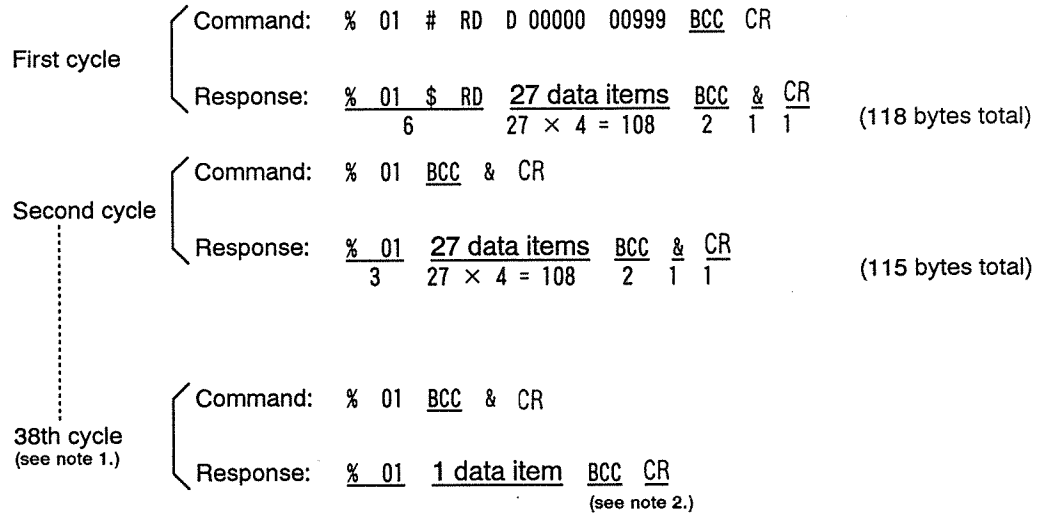 Command: % 01 # RD D 00000 00999 BCC CR
First cycle
Response: % 01 $ RD 27 data items BCC & CR
6 27 × 4 = 108 2 1 1 (118 bytes total)
Command: % 01 BCC & CR
Second cycle
Response: % 01 27 data items BCC & CR
3 27 × 4 = 108 2 1 1 (115 bytes total)
Command: % 01 BCC & CR
38th cycle
(see note 1.)
Response: % 01 1 data item BCC CR
(see note 2.)